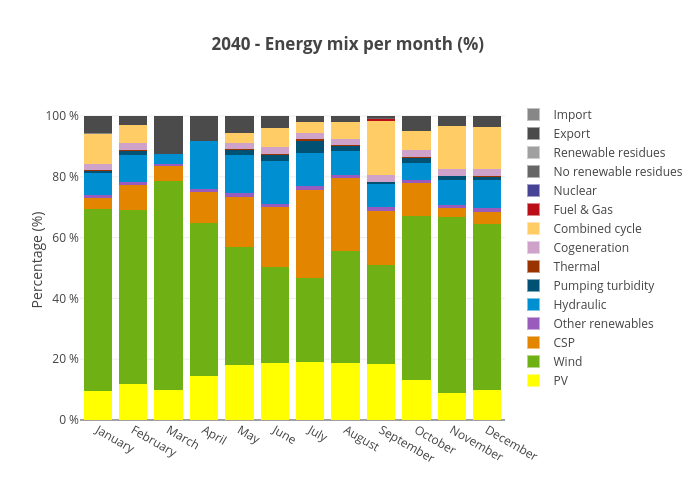 2040 - Energy mix per month (%)
Percentage (%)
100 %
80 %
60 %
40 %
20 %
0 %
January
February
March
April
May
June
July
August
September
October
November
December
Import
Export
Renewable residues
No renewable residues
Nuclear
Fuel & Gas
Combined cycle
Cogeneration
Thermal
Pumping turbidity
Hydraulic
Other renewables
CSP
Wind
PV